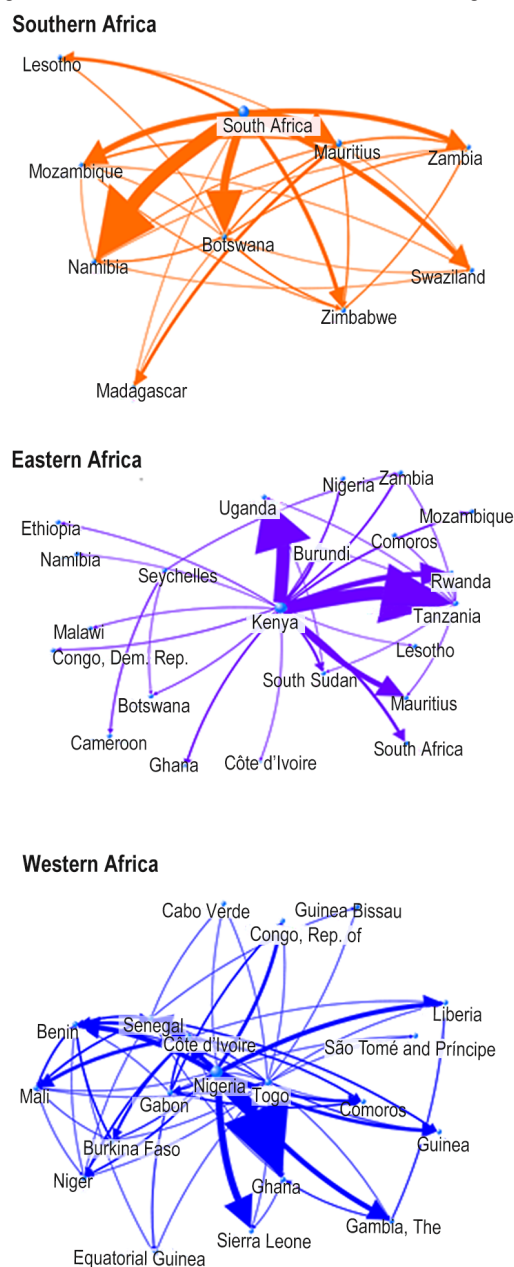 Southern Africa
Lesotho
South Africa
Mauritius
Zambia
Mozambique
Botswana
Namibia
Swaziland
Zimbabwe
Madagascar
Eastern Africa
Nigeria
Zambia
Uganda
Mozambique
Ethiopia
Burundi
Comoros
Namibia
Seychelles
Rwanda
Tanzania
Kenya
Malawi
Lesotho
Congo, Dem. Rep.
South Sudan
Botswana
Mauritius
Cameroon
South Africa
Ghana
Côte d'Ivoire
Western Africa
Cabo Verde
Guinea Bissau
Congo, Rep. of
Liberia
Senegal
Benin
Côte d'Ivoire
São Tomé and Príncipe
Nigeria
Togo
Mali
Gabon
Comoros
Guinea
Burkina Faso
Niger
Ghana
Gambia, The
Sierra Leone
Equatorial Guinea